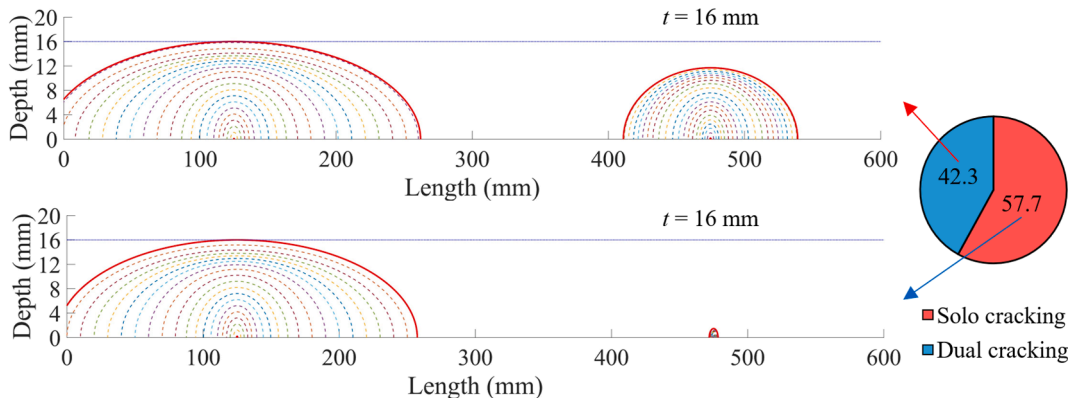 t = 16 mm
Depth (mm)
20
16
12
8
4
0
0 100 200 300 400 500 600
Length (mm)
t = 16 mm
Depth (mm)
20
16
12
8
4
0
0 100 200 300 400 500 600
Length (mm)
42.3
57.7
Solo cracking
Dual cracking